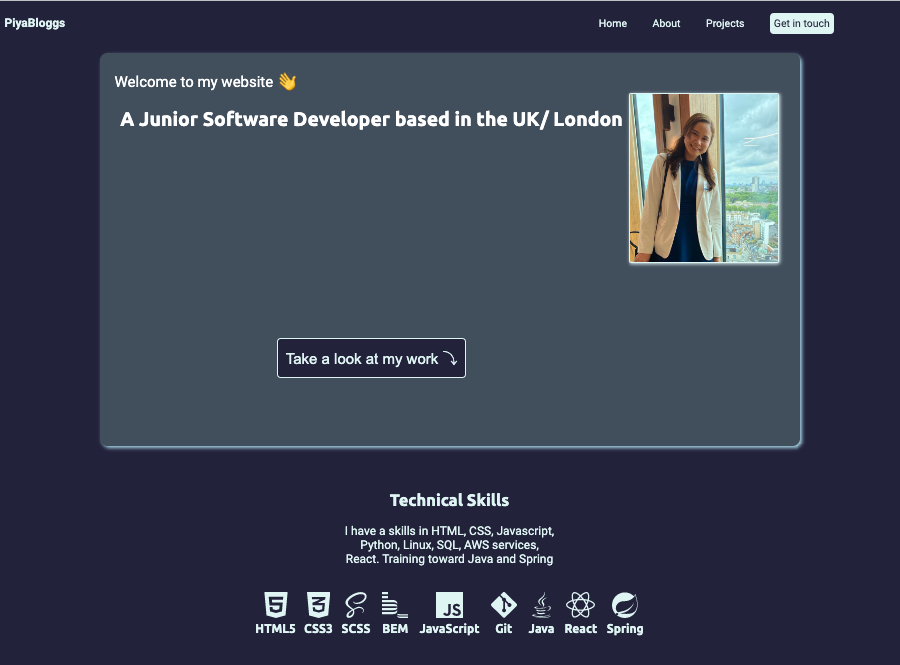 PiyaBloggs
Home About Projects Get in touch
Welcome to my website 👋
A Junior Software Developer based in the UK/ London
Take a look at my work
Technical Skills
I have a skills in HTML, CSS, Javascript,
Python, Linux, SQL, AWS services,
React. Training toward Java and Spring
5 3 JS
HTML5 CSS3 SCSS BEM JavaScript Git Java React Spring